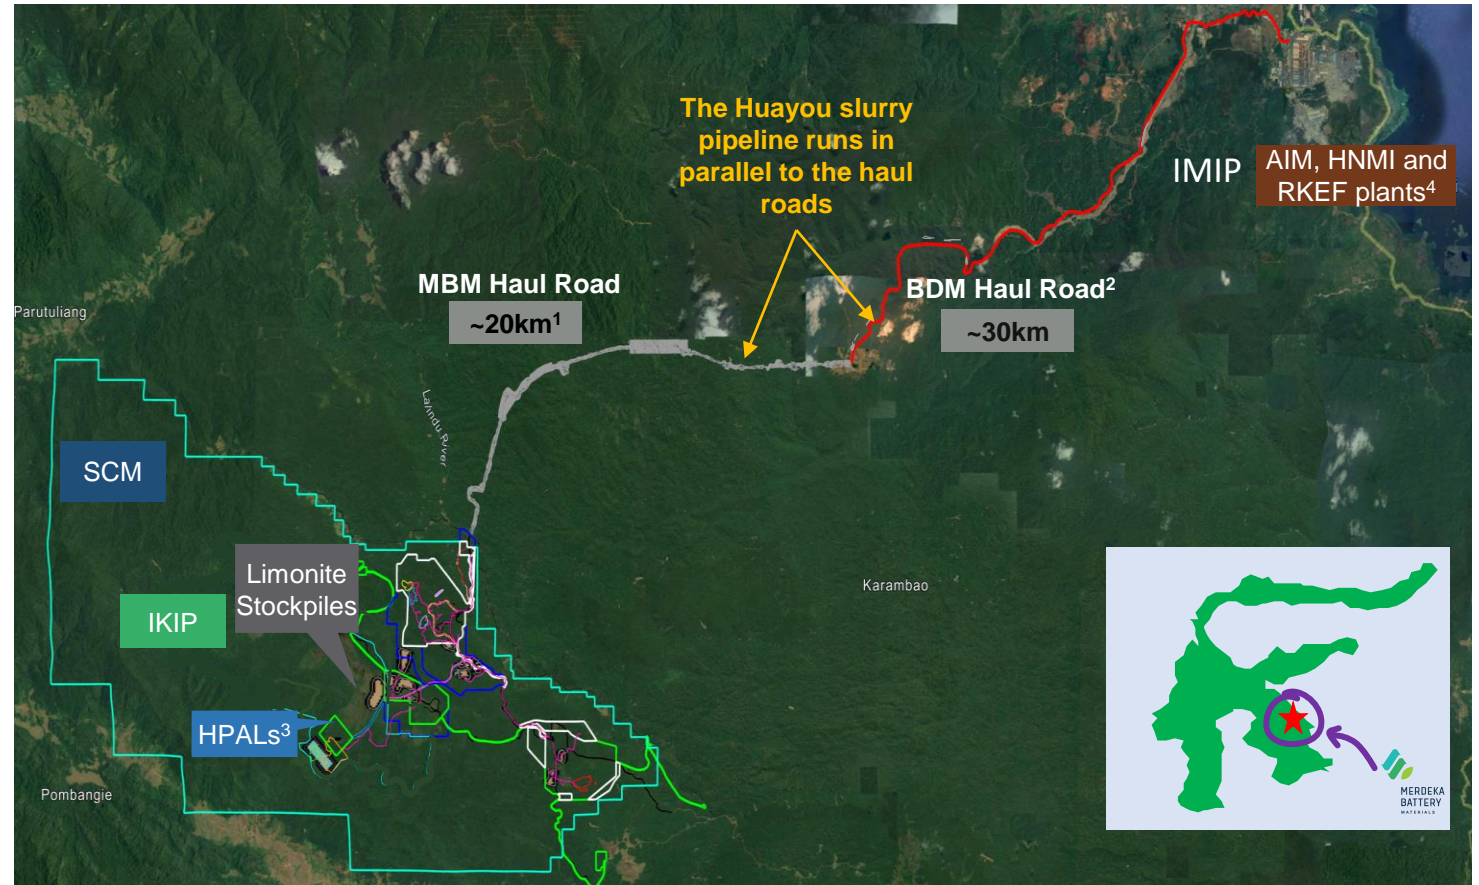 The Huayou slurry
pipeline runs in
parallel to the haul
roads
IMIP
AIM, HNMI and
RKEF plants4
MBM Haul Road
~20km1
BDM Haul Road2
~30km
Parutuliang
Laindu River
SCM
Limonite
Stockpiles
IKIP
Karambao
HPALs3
Pombangie
MERDEKA
BATTERY
MATERIALS